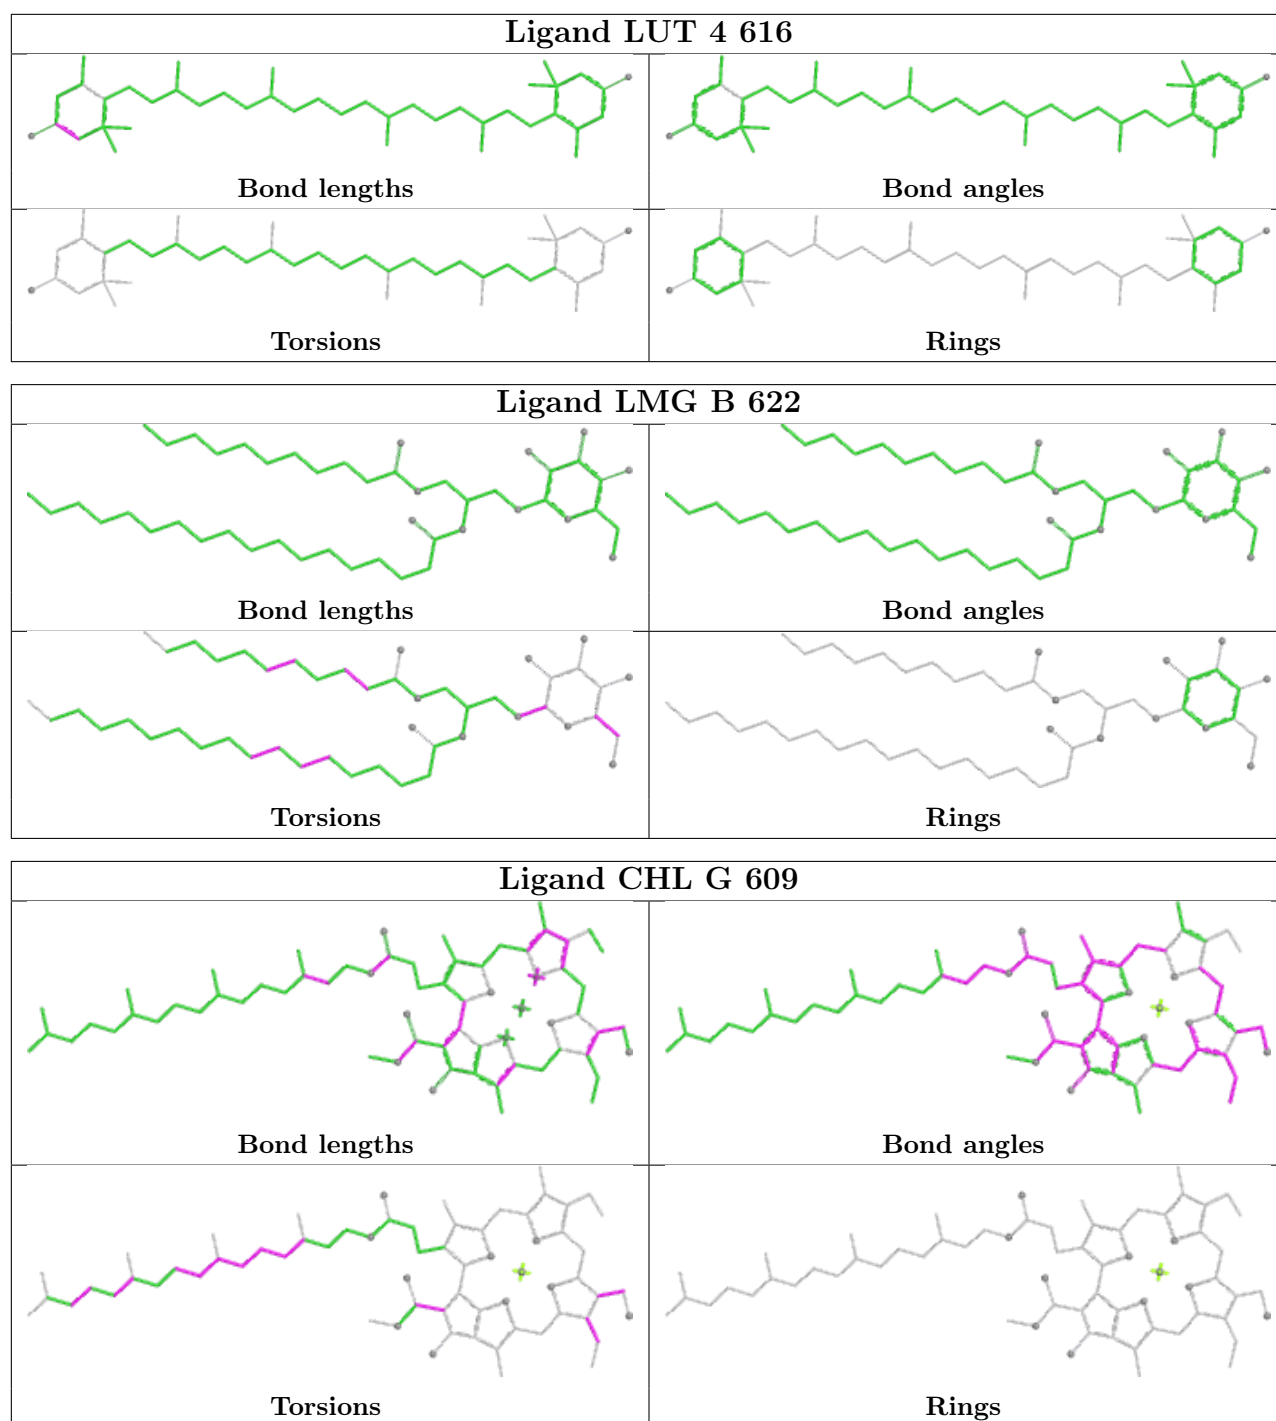 Ligand LUT 4 616
Bond lengths
Bond angles
Torsions
Rings
Ligand LMG B 622
Bond lengths
Bond angles
Torsions
Rings
Ligand CHL G 609
Bond lengths
Bond angles
Torsions
Rings